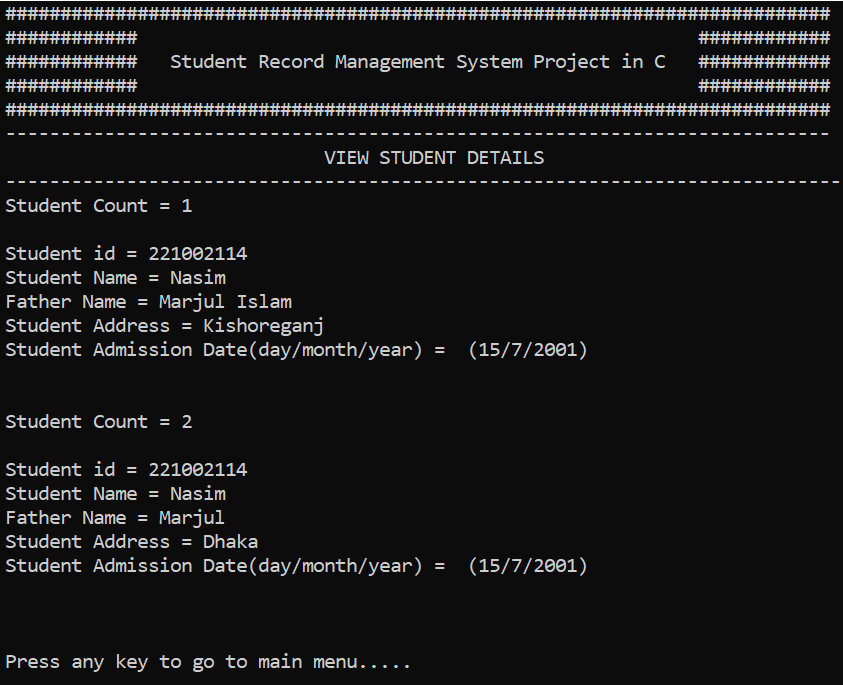 ###########################################################################
############                                                   ############
############   Student Record Management System Project in C   ############
############                                                   ############
###########################################################################
---------------------------------------------------------------------------
VIEW STUDENT DETAILS
----------------------------------------------------------------------------
Student Count = 1
Student id = 221002114
Student Name = Nasim
Father Name = Marjul Islam
Student Address = Kishoreganj
Student Admission Date(day/month/year) =  (15/7/2001)
Student Count = 2
Student id = 221002114
Student Name = Nasim
Father Name = Marjul
Student Address = Dhaka
Student Admission Date(day/month/year) =  (15/7/2001)
Press any key to go to main menu.....